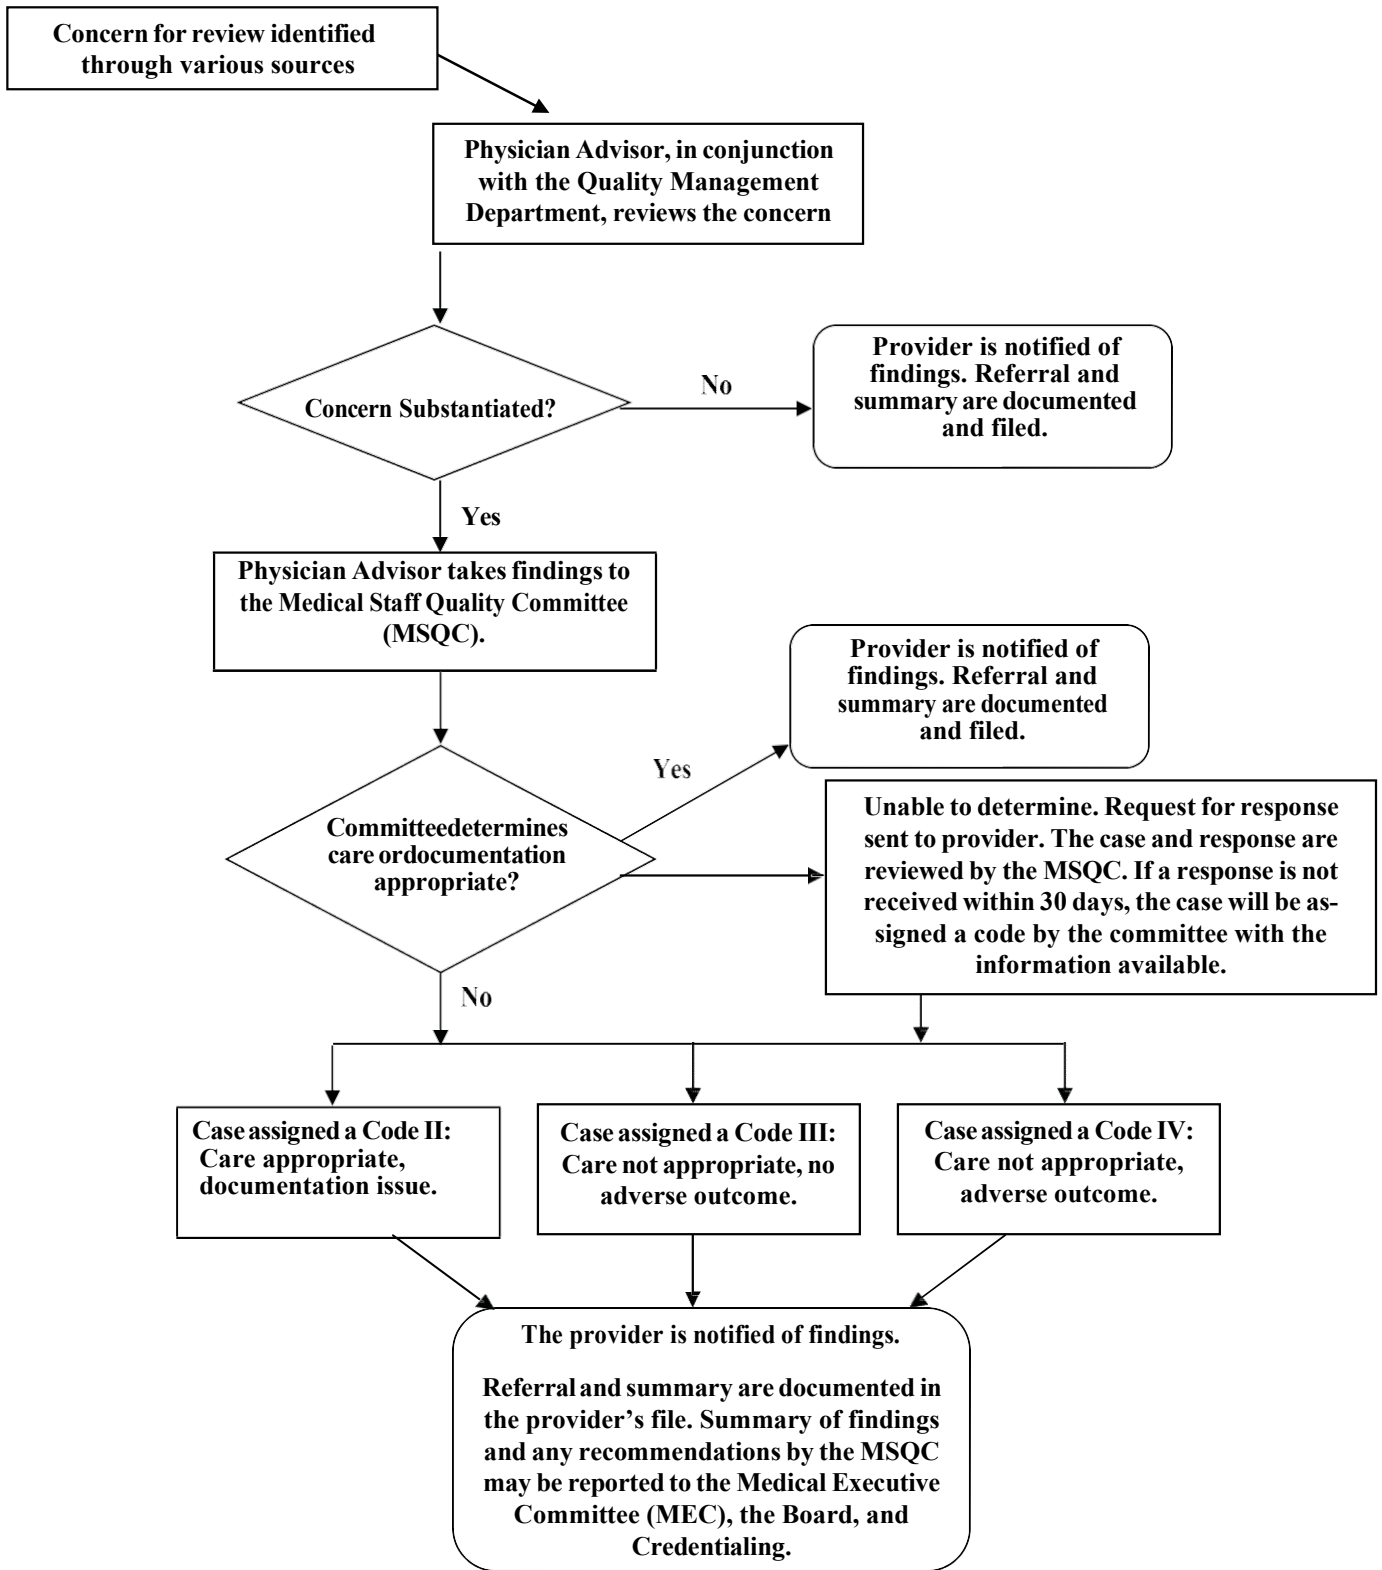 Concern for review identified
through various sources
Physician Advisor, in conjunction
with the Quality Management
Department, reviews the concern
Concern Substantiated?
No
Provider is notified of
findings. Referral and
summary are documented
and filed.
Yes
Physician Advisor takes findings to
the Medical Staff Quality Committee
(MSQC).
Provider is notified of
findings. Referral and
summary are documented
and filed.
Yes
Committeedetermines
care ordocumentation
appropriate?
Unable to determine. Request for response
sent to provider. The case and response are
reviewed by the MSQC. If a response is not
received within 30 days, the case will be as-
signed a code by the committee with the
information available.
No
Case assigned a Code II:
Care appropriate,
documentation issue.
Case assigned a Code III:
Care not appropriate, no
adverse outcome.
Case assigned a Code IV:
Care not appropriate,
adverse outcome.
The provider is notified of findings.
Referral and summary are documented in
the provider’s file. Summary of findings
and any recommendations by the MSQC
may be reported to the Medical Executive
Committee (MEC), the Board, and
Credentialing.